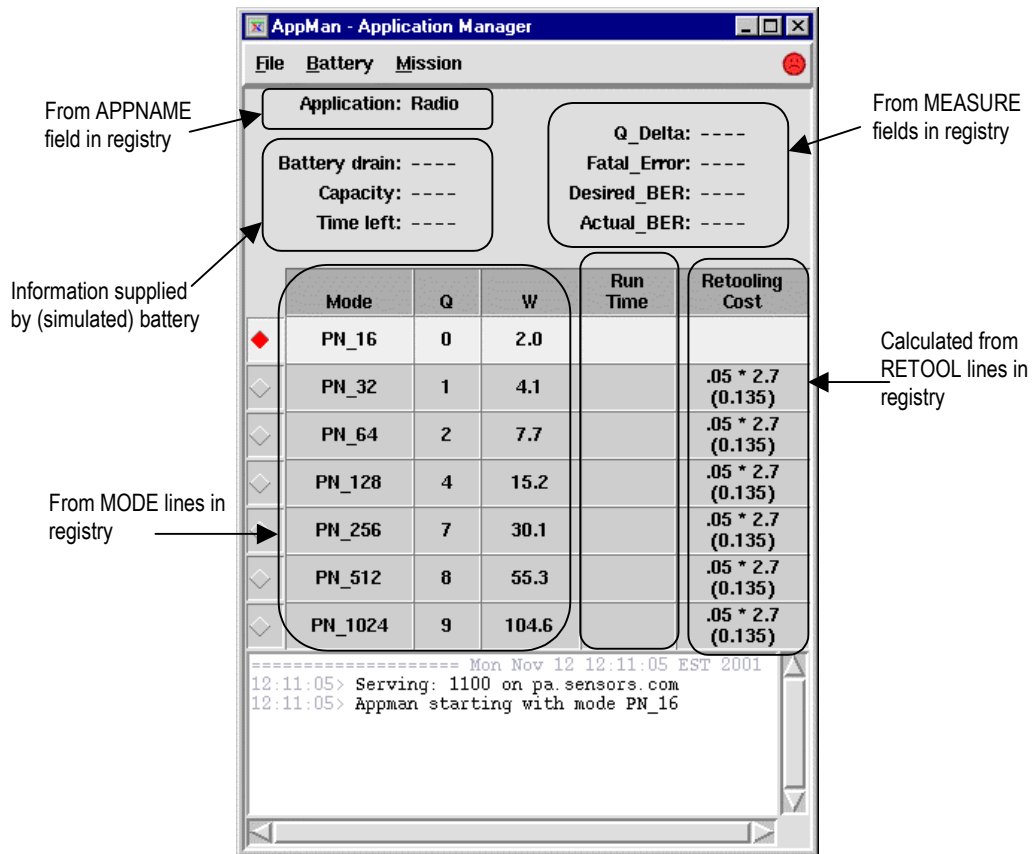 AppMan - Application Manager
File Battery Mission
From APPNAME
field in registry
Application: Radio
From MEASURE
fields in registry
Q_Delta: ----
Fatal_Error: ----
Desired_BER: ----
Actual_BER: ----
Battery drain: ----
Capacity: ----
Time left: ----
Information supplied
by (simulated) battery
Mode Q W Run Time Retooling Cost
PN_16 0 2.0
PN_32 1 4.1 .05 * 2.7 (0.135)
PN_64 2 7.7 .05 * 2.7 (0.135)
PN_128 4 15.2 .05 * 2.7 (0.135)
PN_256 7 30.1 .05 * 2.7 (0.135)
PN_512 8 55.3 .05 * 2.7 (0.135)
PN_1024 9 104.6 .05 * 2.7 (0.135)
Calculated from
RETOOL lines in
registry
From MODE lines in
registry
==================== Mon Nov 12 12:11:05 EST 2001
12:11:05> Serving: 1100 on pa.sensors.com
12:11:05> Appman starting with mode PN_16